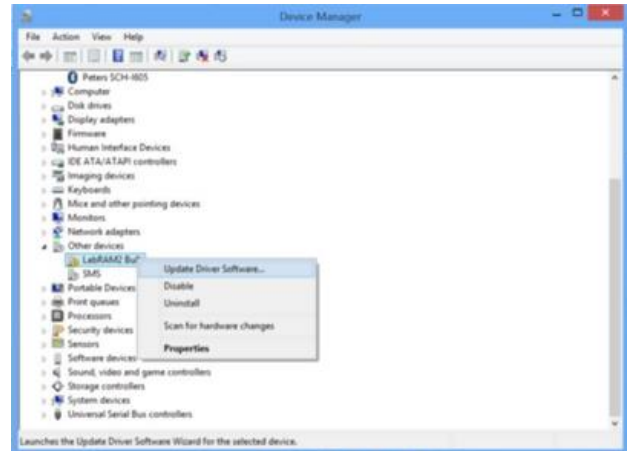 Device Manager
File Action View Help
Peters SCH-I605
Computer
Disk drives
Display adapters
Firmware
Human Interface Devices
IDE ATA/ATAPI controllers
Imaging devices
Keyboards
Mice and other pointing devices
Monitors
Network adapters
Other devices
LabRAM2
SMS
Portable Devices
Print queues
Processors
Security devices
Sensors
Software devices
Sound, video and game controllers
Storage controllers
System devices
Universal Serial Bus controllers
Update Driver Software...
Disable
Uninstall
Scan for hardware changes
Properties
Launches the Update Driver Software Wizard for the selected device.